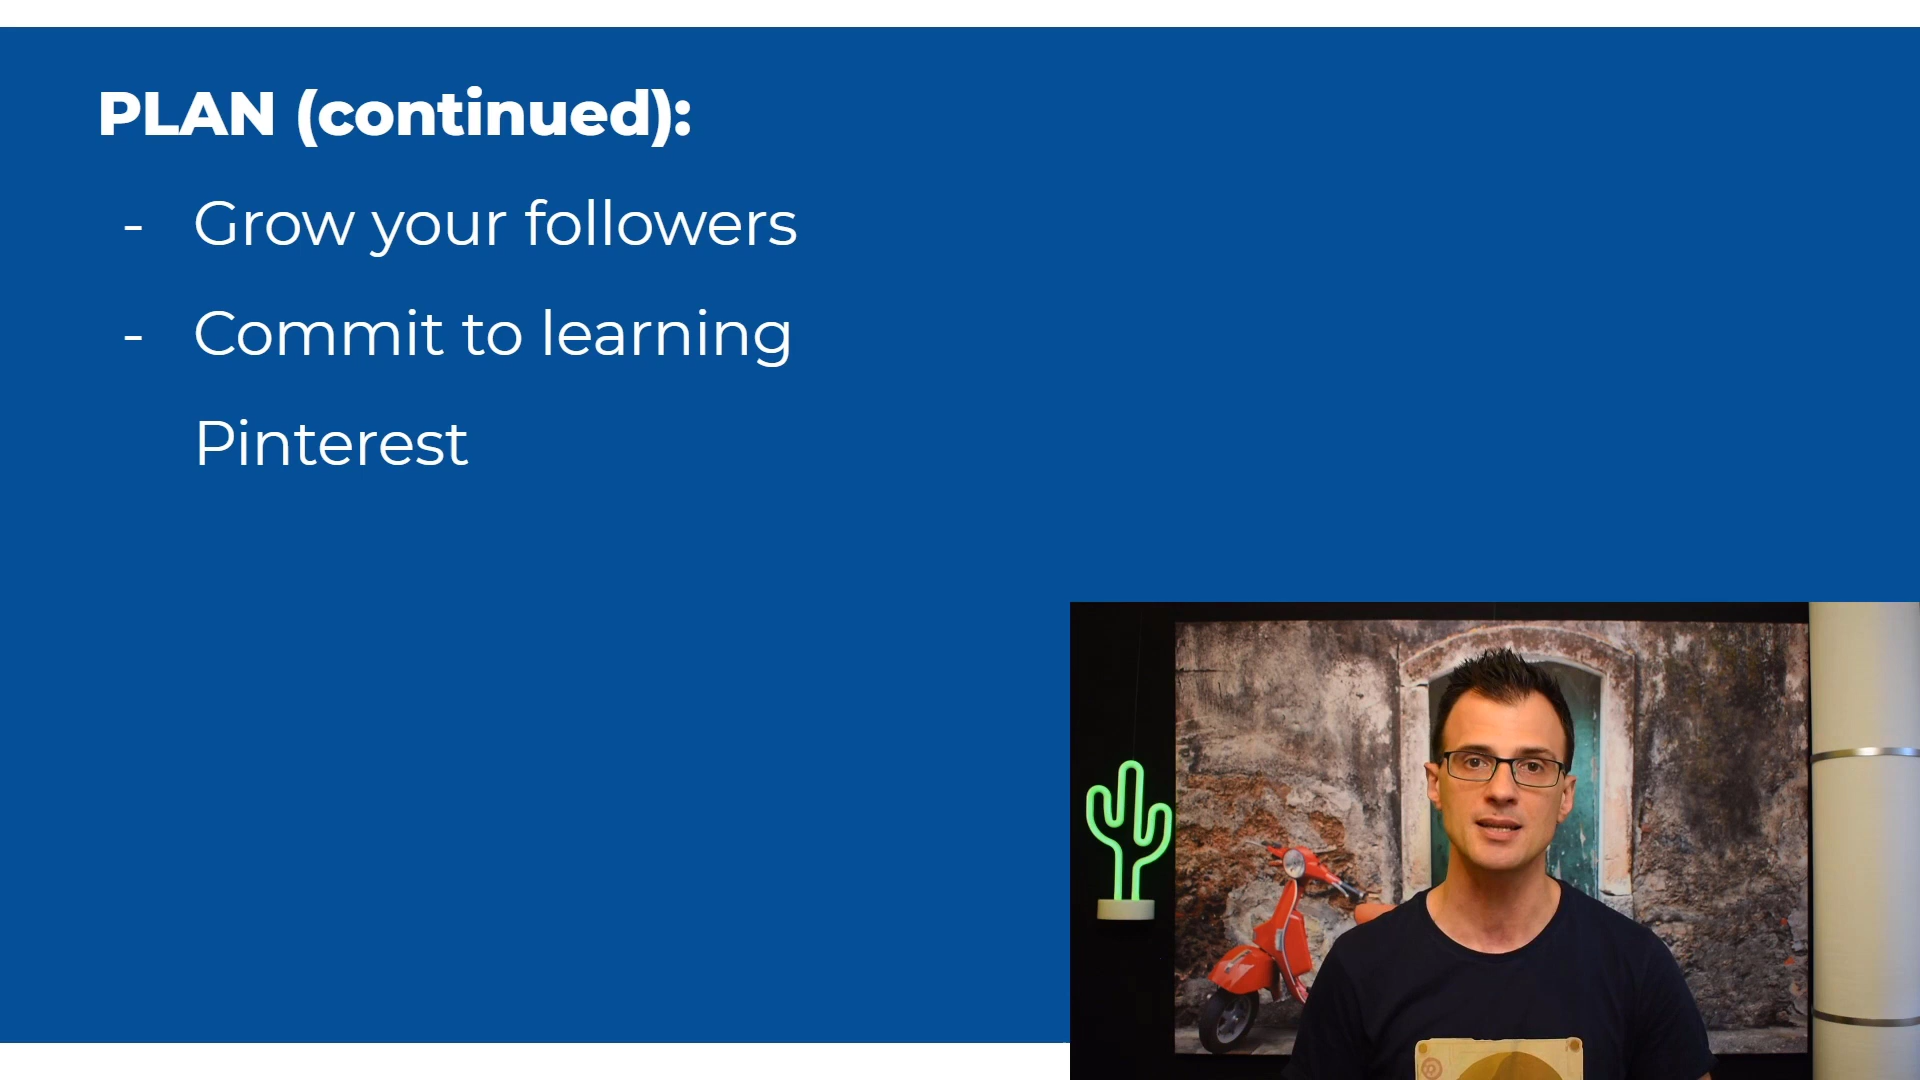 PLAN (continued):
- Grow your followers
- Commit to learning
Pinterest